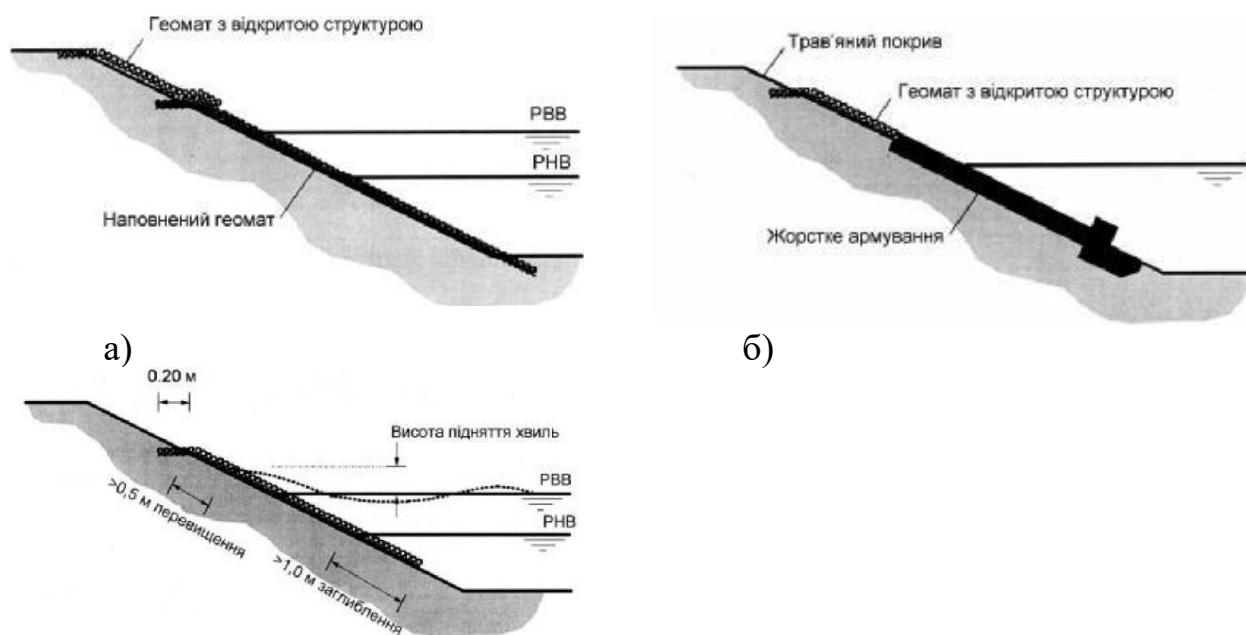 Геомат з відкритою структурою
РВВ
РНВ
Наповнений геомат
а)
Трав'яний покрив
Геомат з відкритою структурою
Жорстке армування
б)
0.20 м
Висота підняття хвиль
РВВ
РНВ
>0,5 м перевищення
>1,0 м заглиблення